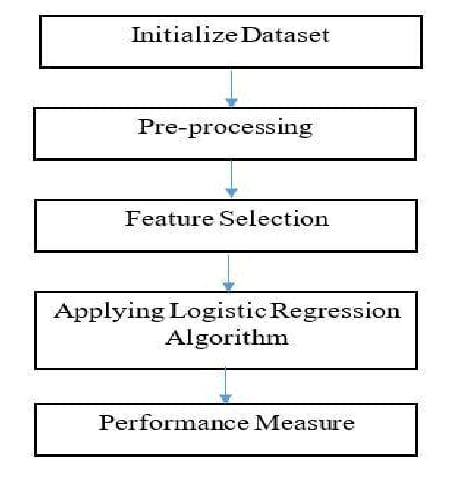 Initialize Dataset
Pre-processing
Feature Selection
Applying Logistic Regression
Algorithm
Performance Measure